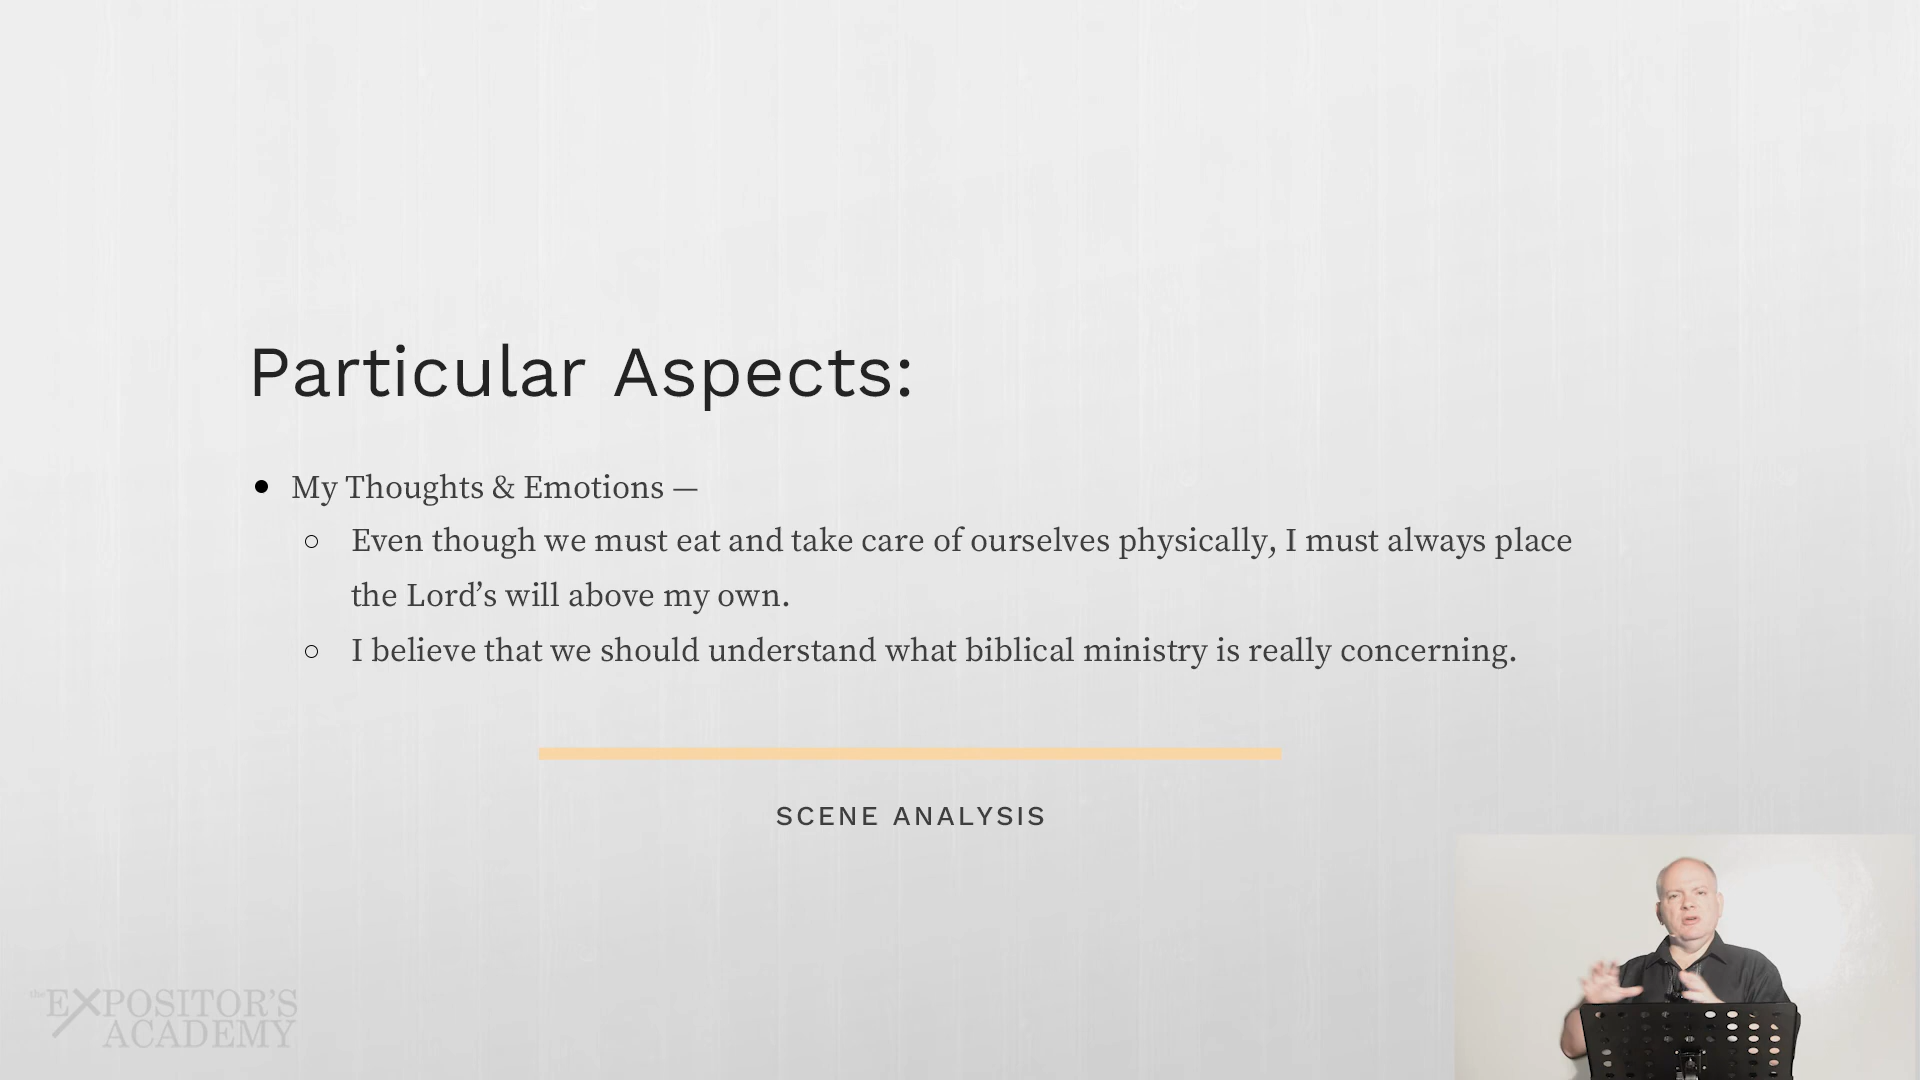 Particular Aspects:
● My Thoughts & Emotions —
○ Even though we must eat and take care of ourselves physically, I must always place
the Lord’s will above my own.
○ I believe that we should understand what biblical ministry is really concerning.
SCENE ANALYSIS
the EXPOSITOR'S
ACADEMY